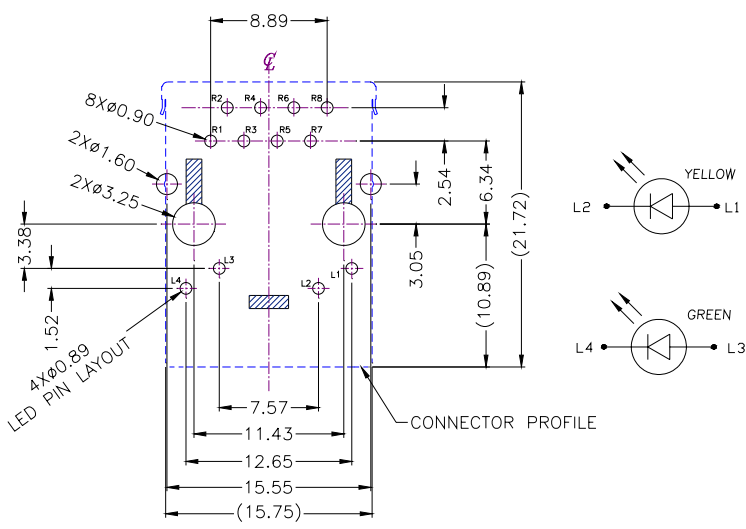 8.89
℄
R2 R4 R6 R8
8Xø0.90
R1 R3 R5 R7
2Xø1.60
2Xø3.25
2.54
6.34
(21.72)
3.38
3.05
(10.89)
L3 L1
L4 L2
1.52
4Xø0.89
LED PIN LAYOUT
7.57
11.43
12.65
15.55
(15.75)
CONNECTOR PROFILE
YELLOW
L2 L1
GREEN
L4 L3